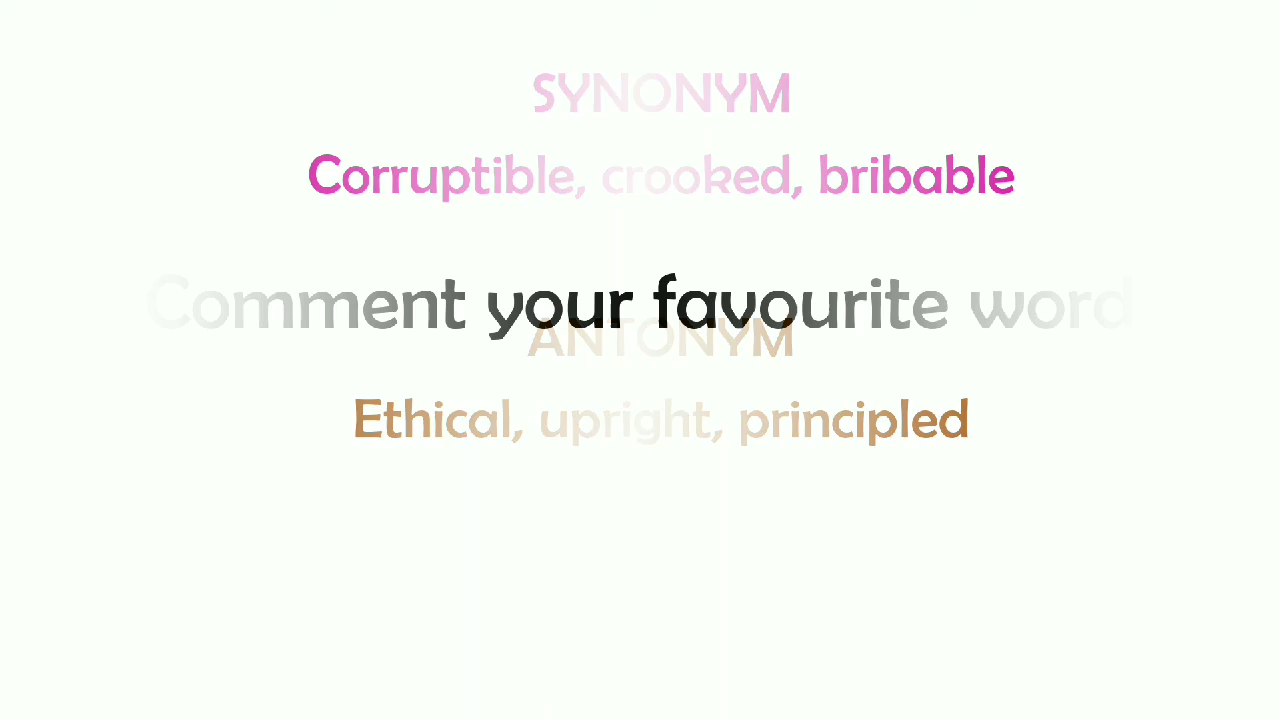 SYNONYM
Corruptible, crooked, bribable
Comment your favourite word
ANTONYM
Ethical, upright, principled